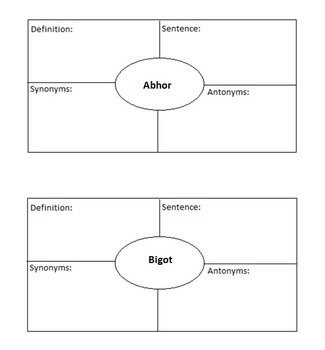 Definition:
Sentence:
Abhor
Synonyms:
Antonyms:
Definition:
Sentence:
Bigot
Synonyms:
Antonyms: